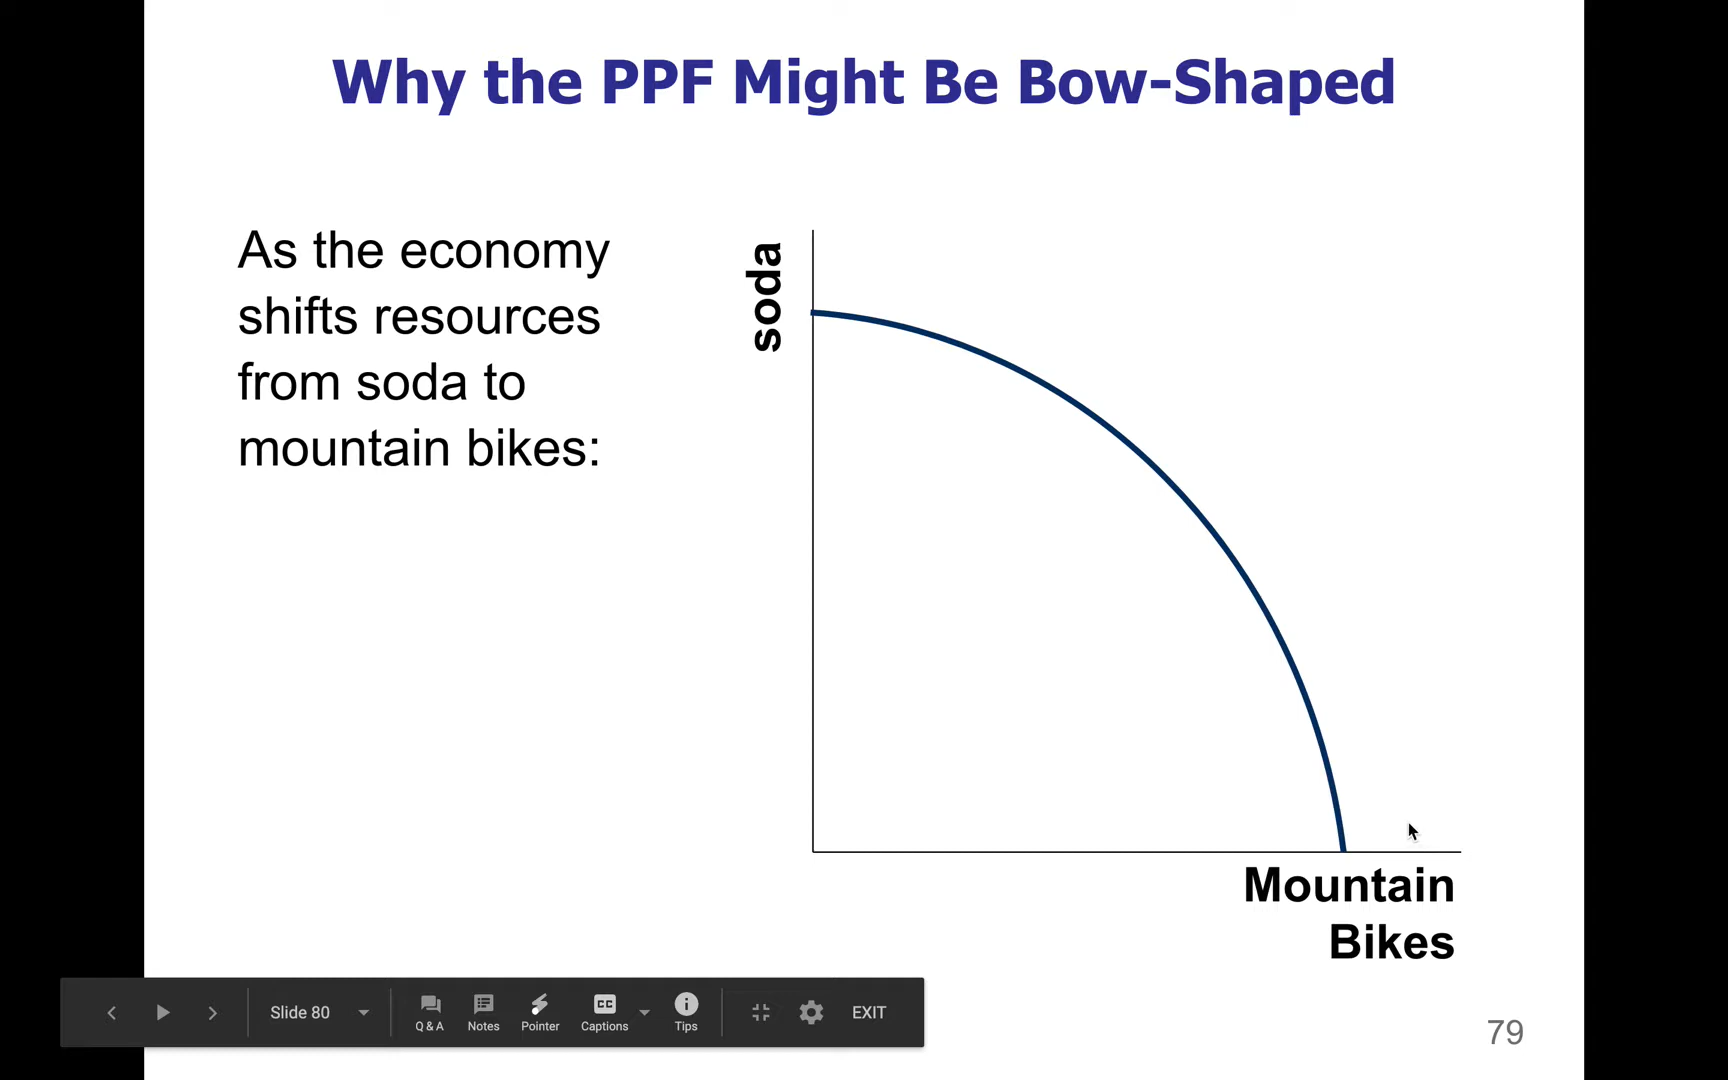 Why the PPF Might Be Bow-Shaped
As the economy
shifts resources
from soda to
mountain bikes:
soda
Mountain
Bikes
Slide 80
Q & A
Notes
Pointer
CC
Captions
Tips
EXIT
79